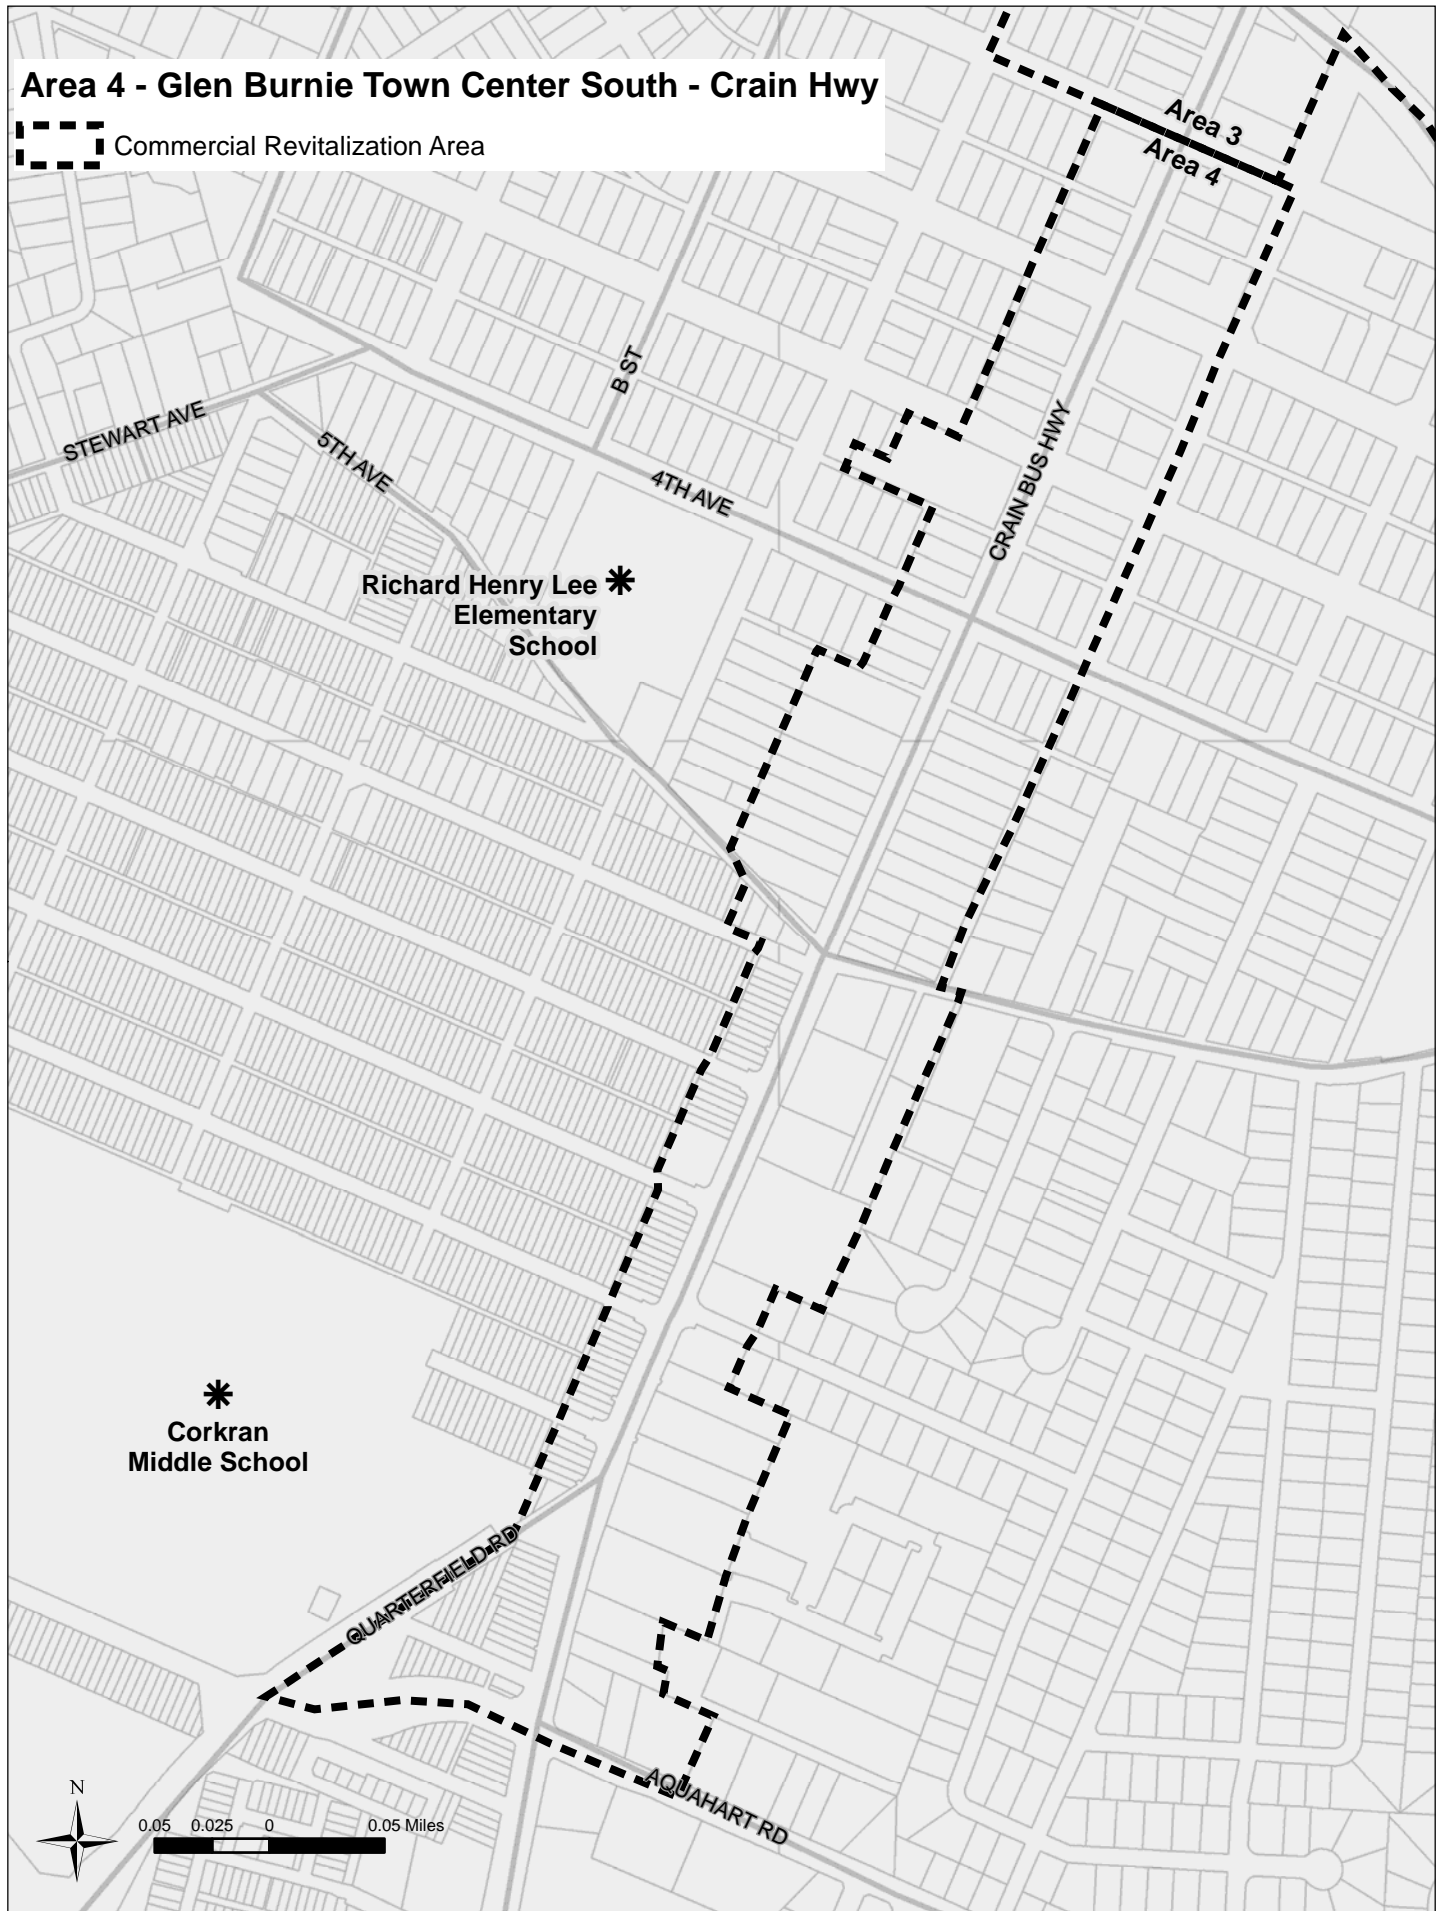 Area 4 - Glen Burnie Town Center South - Crain Hwy
Commercial Revitalization Area
Area 3
Area 4
B ST
STEWART AVE
5TH AVE
4TH AVE
CRAIN BUS HWY
Richard Henry Lee
Elementary
School
Corkran
Middle School
QUARTERFIELD RD
AQUAHART RD
N
0.05 0.025 0 0.05 Miles